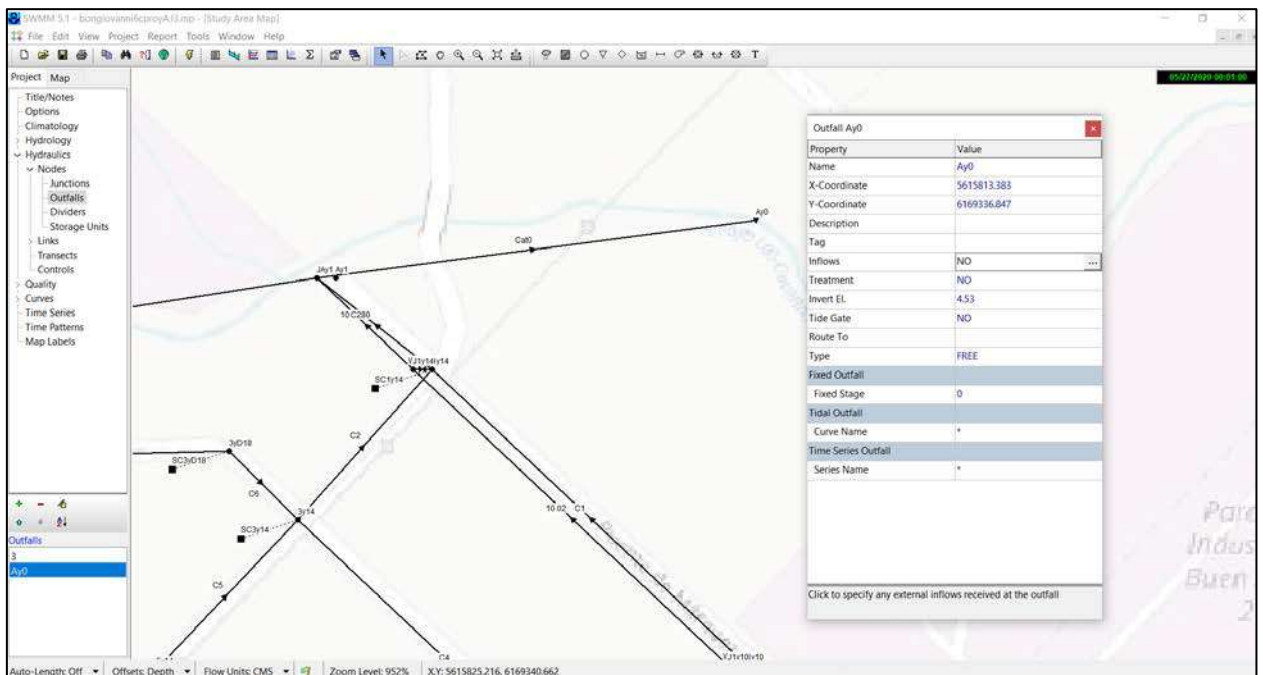 SWMM 5.1 - bongiovanni6cproyA.13.inp - [Study Area Map]
File Edit View Project Report Tools Window Help
Project Map
05/27/2020 00:01:00
Title/Notes
Options
Climatology
Hydrology
Hydraulics
Nodes
Junctions
Outfalls
Dividers
Storage Units
Links
Transects
Controls
Quality
Curves
Time Series
Time Patterns
Map Labels
Outfalls
3
Ay0
Ay0
Cat0
JAy1 Ay1
SC1y14
C2
3yD18
SC3yD18
C6
3y14
SC3y14
C5
C4
10.02 C1
Outfall Ay0
Property Value
Name Ay0
X-Coordinate 5615813.383
Y-Coordinate 6169336.847
Description
Tag
Inflows NO ...
Treatment NO
Invert El. 4.53
Tide Gate NO
Route To
Type FREE
Fixed Outfall
Fixed Stage 0
Tidal Outfall
Curve Name *
Time Series Outfall
Series Name *
Click to specify any external inflows received at the outfall
Buen
2
Auto-Length: Off Offsets: Depth Flow Units: CMS Zoom Level: 952% X,Y: 5615825.216, 6169340.662